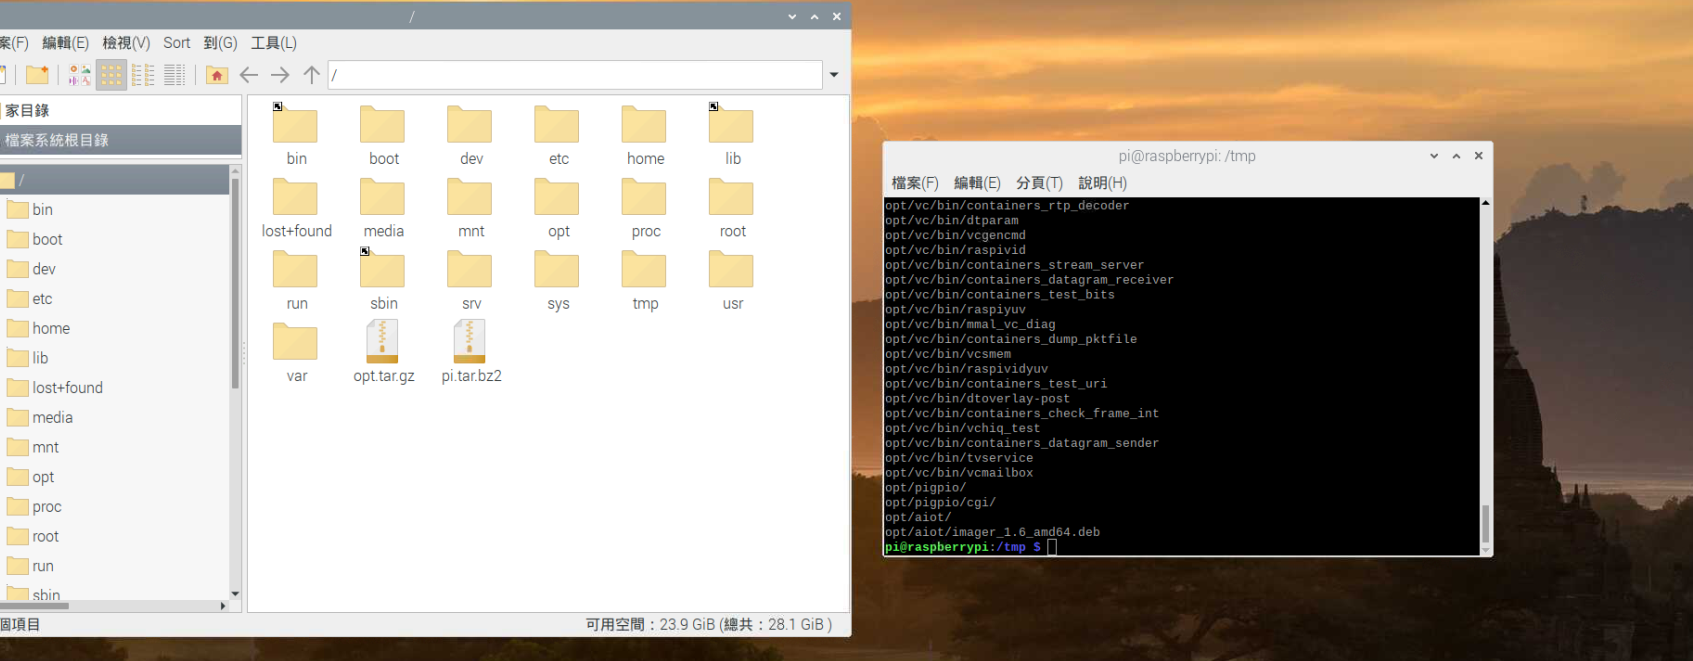 /
案(F) 編輯(E) 檢視(V) Sort 到(G) 工具(L)
/
家目錄
檔案系統根目錄
/
bin
boot
dev
etc
home
lib
lost+found
media
mnt
opt
proc
root
run
sbin
bin boot dev etc home lib
lost+found media mnt opt proc root
run sbin srv sys tmp usr
var opt.tar.gz pi.tar.bz2
個項目
可用空間：23.9 GiB (總共：28.1 GiB )
pi@raspberrypi: /tmp
檔案(F) 編輯(E) 分頁(T) 說明(H)
opt/vc/bin/containers_rtp_decoder
opt/vc/bin/dtparam
opt/vc/bin/vcgencmd
opt/vc/bin/raspivid
opt/vc/bin/containers_stream_server
opt/vc/bin/containers_datagram_receiver
opt/vc/bin/containers_test_bits
opt/vc/bin/raspiyuv
opt/vc/bin/mmal_vc_diag
opt/vc/bin/containers_dump_pktfile
opt/vc/bin/vcsmem
opt/vc/bin/raspividyuv
opt/vc/bin/containers_test_uri
opt/vc/bin/dtoverlay-post
opt/vc/bin/containers_check_frame_int
opt/vc/bin/vchiq_test
opt/vc/bin/containers_datagram_sender
opt/vc/bin/tvservice
opt/vc/bin/vcmailbox
opt/pigpio/
opt/pigpio/cgi/
opt/aiot/
opt/aiot/imager_1.6_amd64.deb
pi@raspberrypi:/tmp $